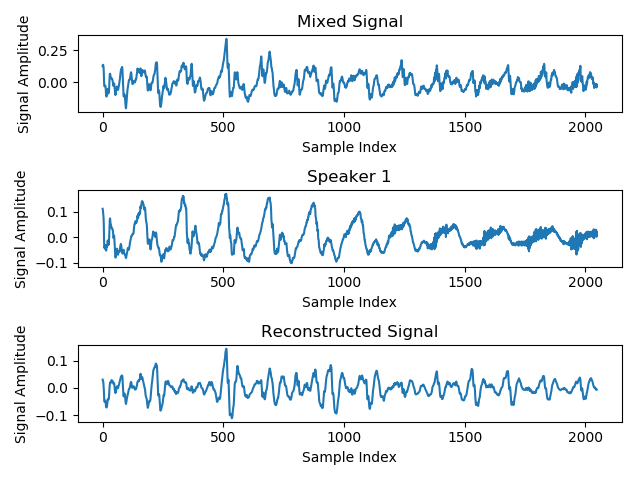 Mixed Signal
Signal Amplitude
0.25
0.00
0 500 1000 1500 2000
Sample Index
Speaker 1
Signal Amplitude
0.1
0.0
−0.1
0 500 1000 1500 2000
Sample Index
Reconstructed Signal
Signal Amplitude
0.1
0.0
−0.1
0 500 1000 1500 2000
Sample Index